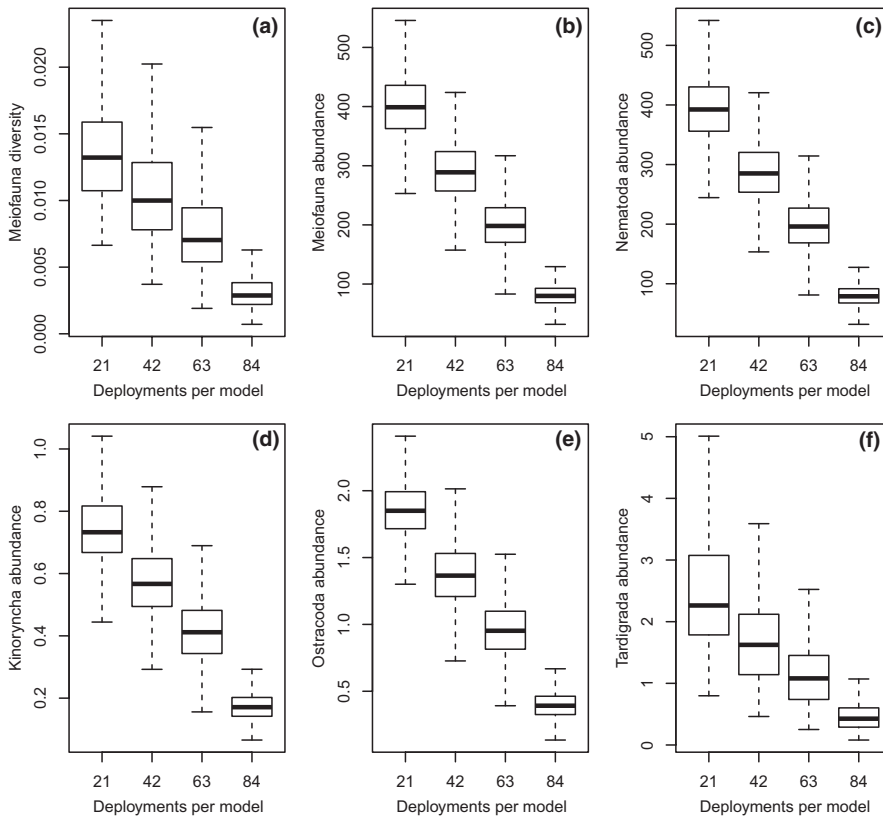 (a)
Meiofauna diversity
0.020
0.015
0.010
0.005
0.000
21 42 63 84
Deployments per model
(b)
Meiofauna abundance
500
400
300
200
100
21 42 63 84
Deployments per model
(c)
Nematoda abundance
500
400
300
200
100
21 42 63 84
Deployments per model
(d)
Kinoryncha abundance
1.0
0.8
0.6
0.4
0.2
21 42 63 84
Deployments per model
(e)
Ostracoda abundance
2.0
1.5
1.0
0.5
21 42 63 84
Deployments per model
(f)
Tardigrada abundance
5
4
3
2
1
0
21 42 63 84
Deployments per model